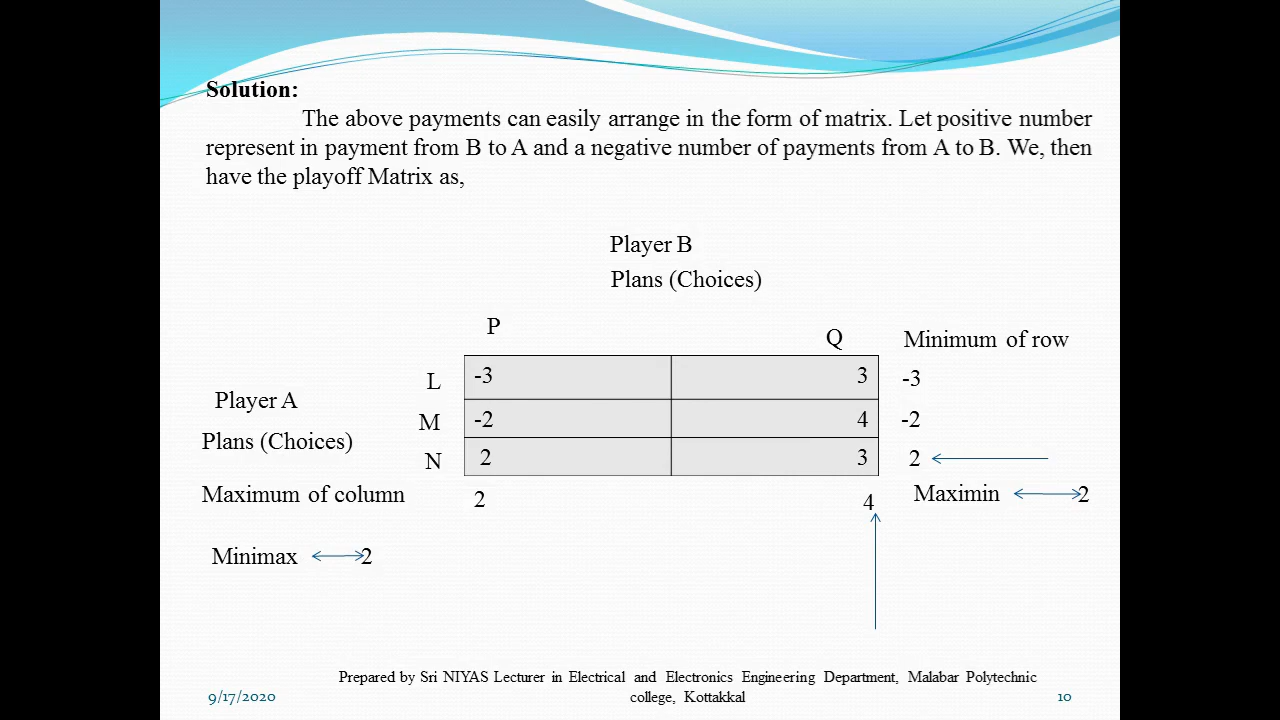 Solution:
The above payments can easily arrange in the form of matrix. Let positive number
represent in payment from B to A and a negative number of payments from A to B. We, then
have the playoff Matrix as,
Player B
Plans (Choices)
P
Q
Minimum of row
L -3 3 -3
Player A
M -2 4 -2
Plans (Choices)
N 2 3 2
Maximum of column 2 4 Maximin 2
Minimax 2
Prepared by Sri NIYAS Lecturer in Electrical and Electronics Engineering Department, Malabar Polytechnic
9/17/2020 college, Kottakkal 10